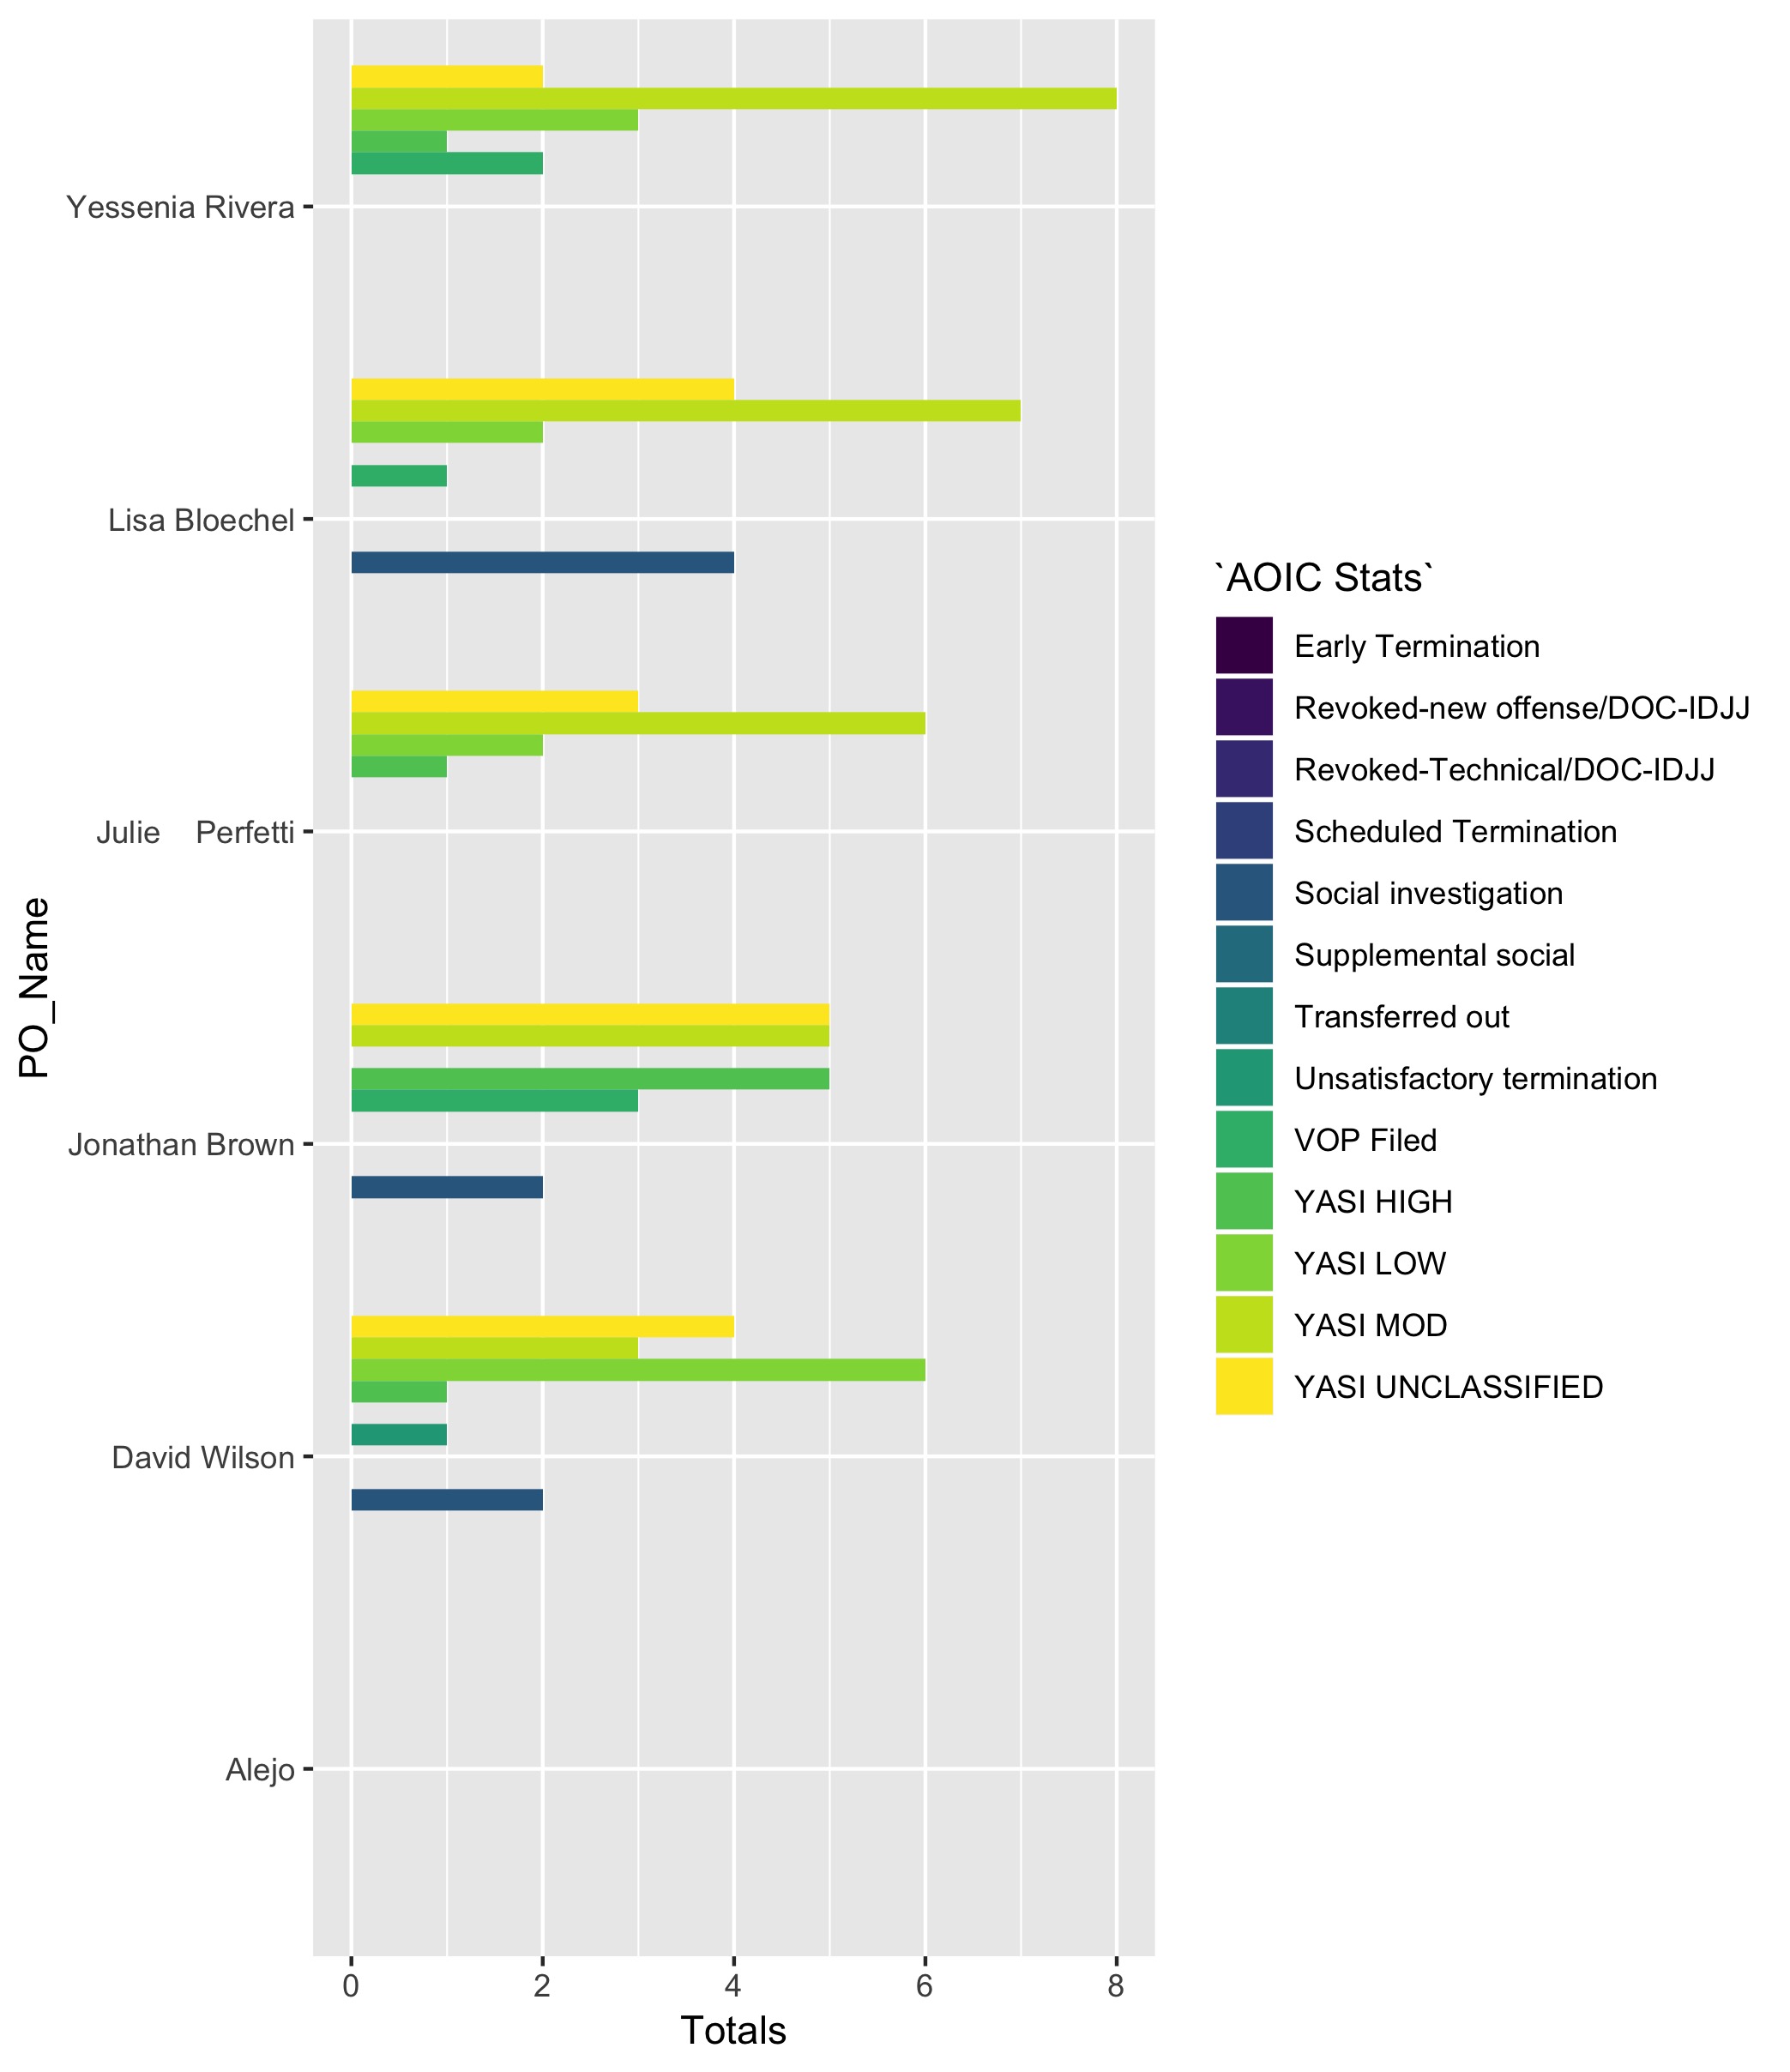 PO_Name
Yessenia Rivera
Lisa Bloechel
Julie    Perfetti
Jonathan Brown
David Wilson
Alejo
0 2 4 6 8
Totals
`AOIC Stats`
Early Termination
Revoked-new offense/DOC-IDJJ
Revoked-Technical/DOC-IDJJ
Scheduled Termination
Social investigation
Supplemental social
Transferred out
Unsatisfactory termination
VOP Filed
YASI HIGH
YASI LOW
YASI MOD
YASI UNCLASSIFIED